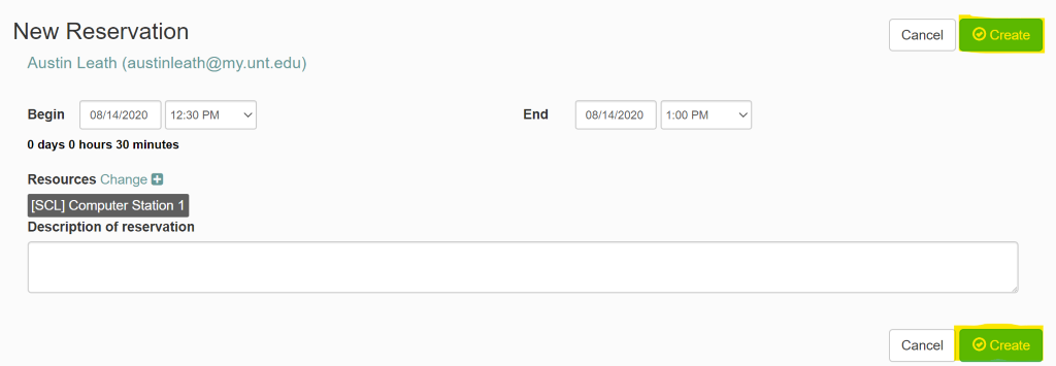 New Reservation
Cancel Create
Austin Leath (austinleath@my.unt.edu)
Begin 08/14/2020 12:30 PM End 08/14/2020 1:00 PM
0 days 0 hours 30 minutes
Resources Change
[SCL] Computer Station 1
Description of reservation
Cancel Create